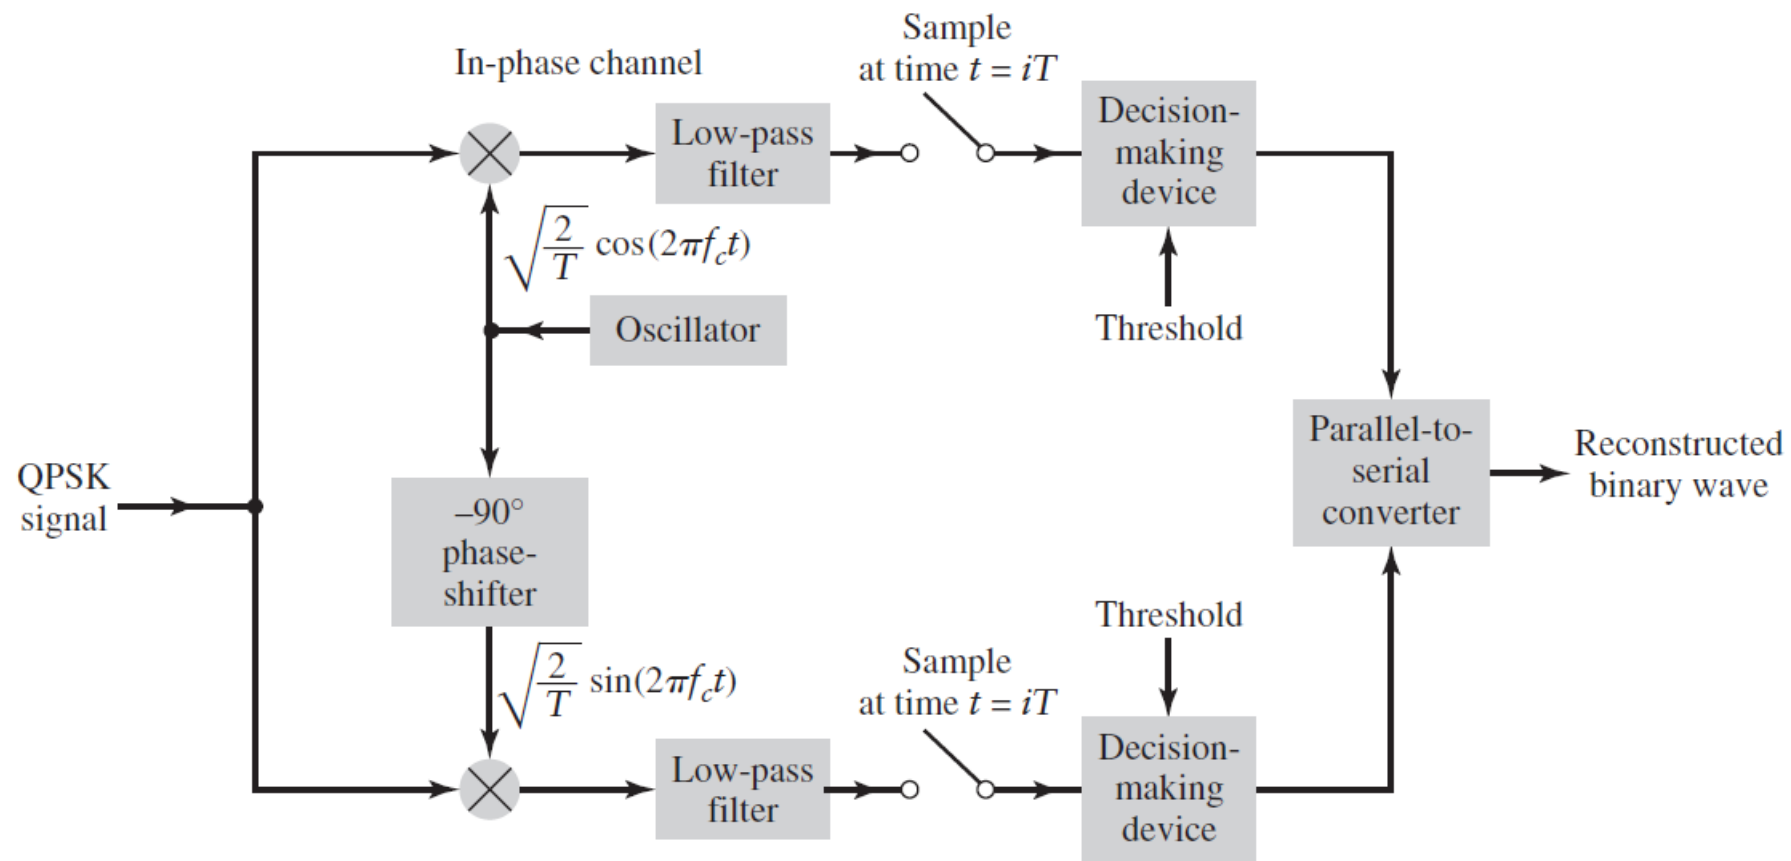 Sample
at time t = iT
In-phase channel
Decision-
making
device
Low-pass
filter
√2/T cos(2πf_c t)
Oscillator
Threshold
QPSK
signal
–90°
phase-
shifter
Parallel-to-
serial
converter
Reconstructed
binary wave
Threshold
√2/T sin(2πf_c t)
Sample
at time t = iT
Low-pass
filter
Decision-
making
device